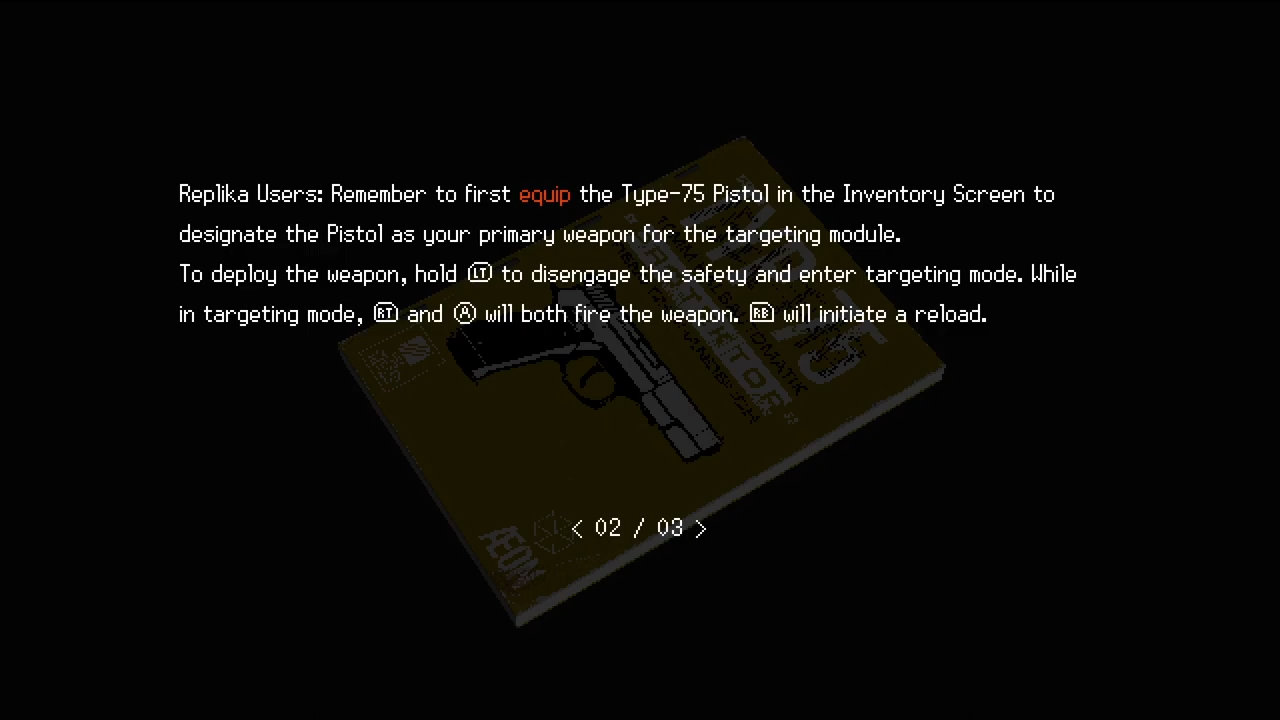 Replika Users: Remember to first equip the Type-75 Pistol in the Inventory Screen to
designate the Pistol as your primary weapon for the targeting module.
To deploy the weapon, hold LT to disengage the safety and enter targeting mode. While
in targeting mode, RT and A will both fire the weapon. RB will initiate a reload.
< 02 / 03 >
ÆON